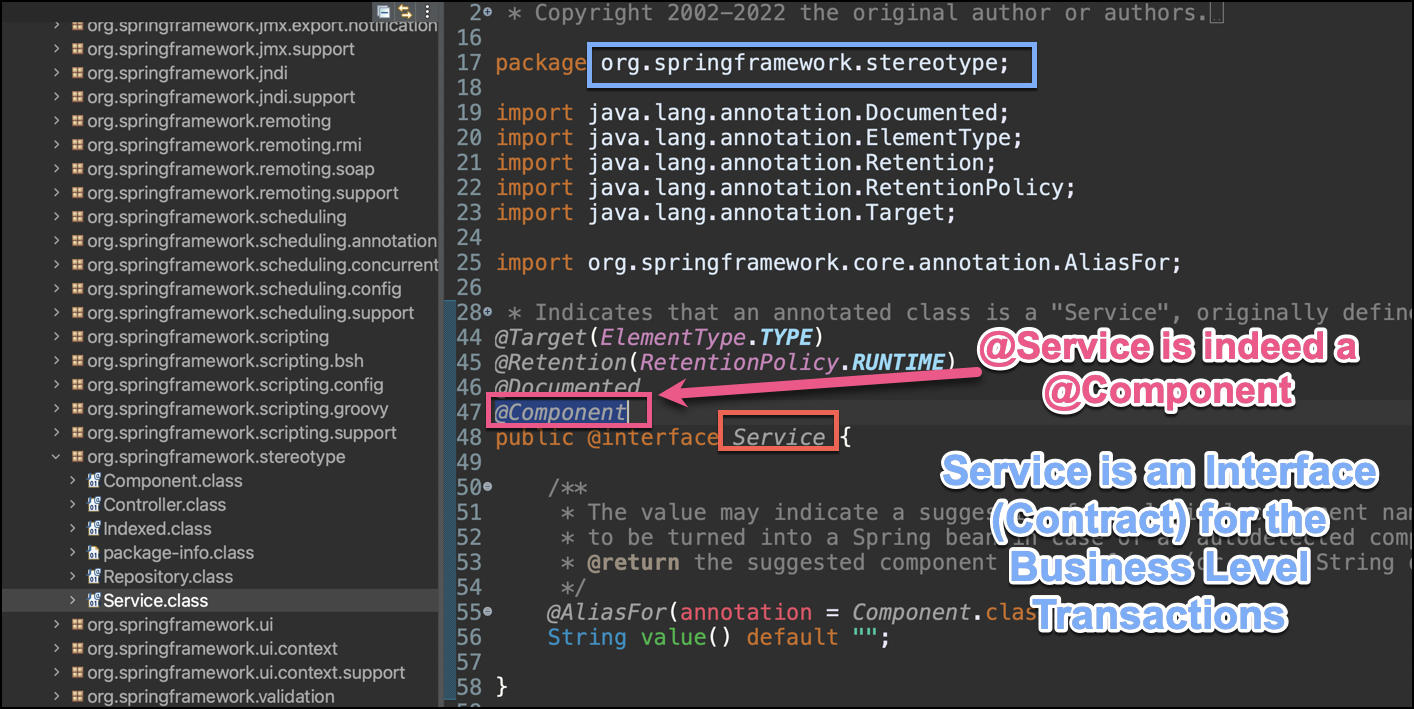 org.springframework.jmx.export.notification
org.springframework.jmx.support
org.springframework.jndi
org.springframework.jndi.support
org.springframework.remoting
org.springframework.remoting.rmi
org.springframework.remoting.soap
org.springframework.remoting.support
org.springframework.scheduling
org.springframework.scheduling.annotation
org.springframework.scheduling.concurrent
org.springframework.scheduling.config
org.springframework.scheduling.support
org.springframework.scripting
org.springframework.scripting.bsh
org.springframework.scripting.config
org.springframework.scripting.groovy
org.springframework.scripting.support
org.springframework.stereotype
Component.class
Controller.class
Indexed.class
package-info.class
Repository.class
Service.class
org.springframework.ui
org.springframework.ui.context
org.springframework.ui.context.support
org.springframework.validation
2 * Copyright 2002-2022 the original author or authors.
16
17 package org.springframework.stereotype;
18
19 import java.lang.annotation.Documented;
20 import java.lang.annotation.ElementType;
21 import java.lang.annotation.Retention;
22 import java.lang.annotation.RetentionPolicy;
23 import java.lang.annotation.Target;
24
25 import org.springframework.core.annotation.AliasFor;
26
28 * Indicates that an annotated class is a "Service", originally define
44 @Target(ElementType.TYPE)
45 @Retention(RetentionPolicy.RUNTIME)
46 @Documented
47 @Component
48 public @interface Service {
49
50 /**
51 * The value may indicate a sugges
52 * to be turned into a Spring bean in case of a autodetected comp
53 * @return the suggested component String
54 */
55 @AliasFor(annotation = Component.clas
56 String value() default "";
57
58 }
@Service is indeed a
@Component
Service is an Interface
(Contract) for the
Business Level
Transactions